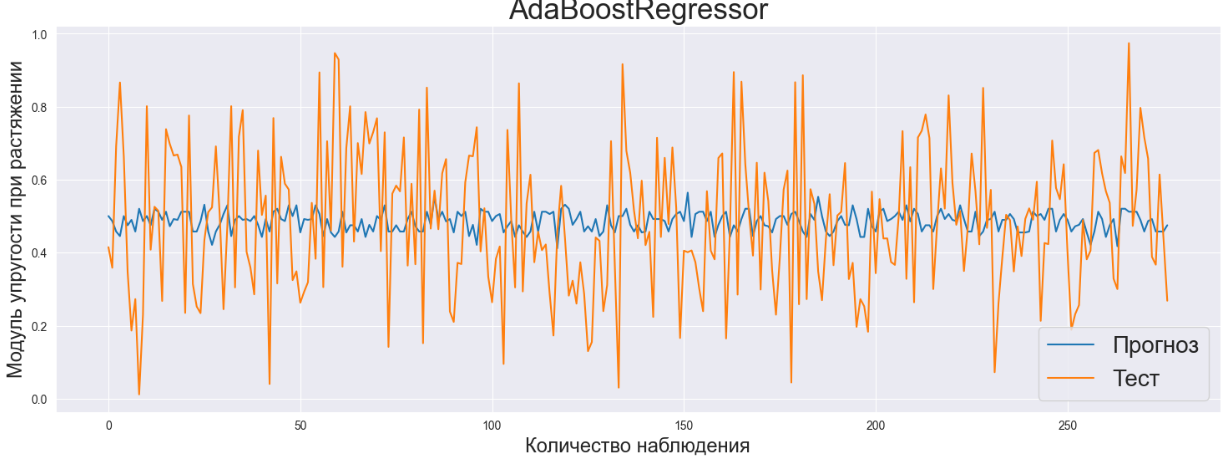 AdaBoostRegressor
Модуль упругости при растяжении
1.0
0.8
0.6
0.4
0.2
0.0
0 50 100 150 200 250
Количество наблюдения
Прогноз
Тест